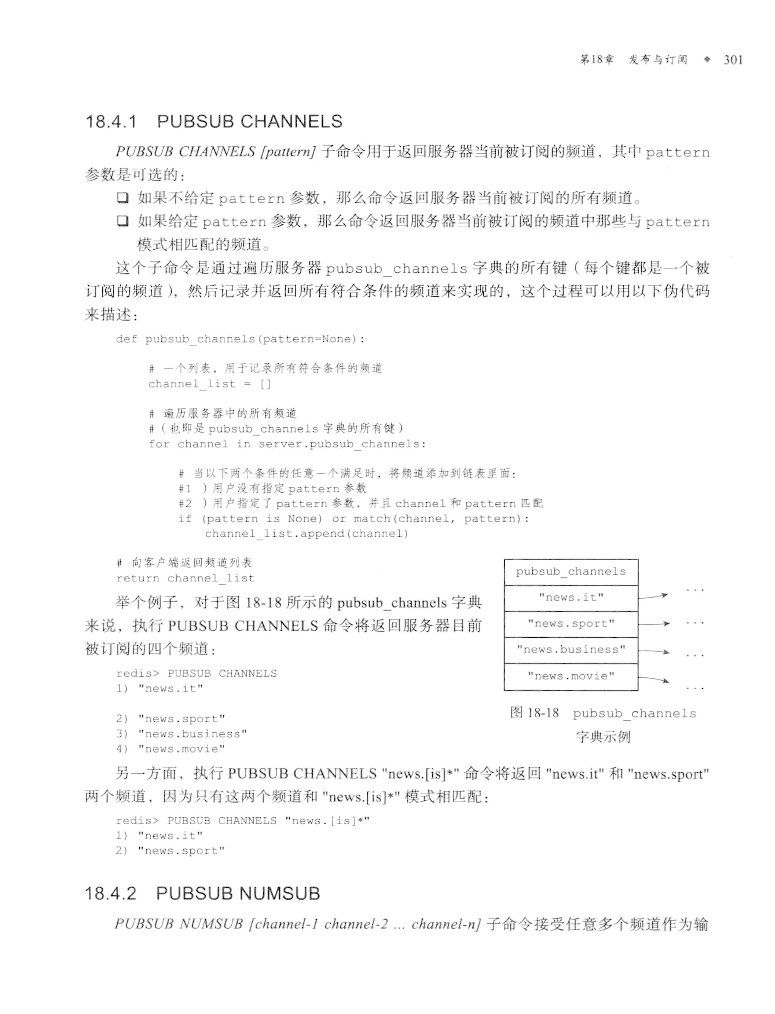 第18章 发布与订阅 ◆ 301
18.4.1 PUBSUB CHANNELS
PUBSUB CHANNELS [pattern] 子命令用于返回服务器当前被订阅的频道，其中 pattern
参数是可选的：
❑ 如果不给定 pattern 参数，那么命令返回服务器当前被订阅的所有频道。
❑ 如果给定 pattern 参数，那么命令返回服务器当前被订阅的频道中那些与 pattern
模式相匹配的频道。
这个子命令是通过遍历服务器 pubsub_channels 字典的所有键（每个键都是一个被
订阅的频道），然后记录并返回所有符合条件的频道来实现的，这个过程可以用以下伪代码
来描述：
def pubsub_channels(pattern=None):
# 一个列表，用于记录所有符合条件的频道
channel_list = []
# 遍历服务器中的所有频道
#（也即是 pubsub_channels 字典的所有键）
for channel in server.pubsub_channels:
# 当以下两个条件的任意一个满足时，将频道添加到链表里面：
#1 ）用户没有指定 pattern 参数
#2 ）用户指定了 pattern 参数，并且 channel 和 pattern 匹配
if (pattern is None) or match(channel, pattern):
channel_list.append(channel)
# 向客户端返回频道列表
return channel_list
举个例子，对于图 18-18 所示的 pubsub_channels 字典
来说，执行 PUBSUB CHANNELS 命令将返回服务器目前
被订阅的四个频道：
redis> PUBSUB CHANNELS
1) "news.it"
2) "news.sport"
3) "news.business"
4) "news.movie"
pubsub_channels
"news.it" ...
"news.sport" ...
"news.business" ...
"news.movie" ...
图 18-18 pubsub_channels
字典示例
另一方面，执行 PUBSUB CHANNELS "news.[is]*" 命令将返回 "news.it" 和 "news.sport"
两个频道，因为只有这两个频道和 "news.[is]*" 模式相匹配：
redis> PUBSUB CHANNELS "news.[is]*"
1) "news.it"
2) "news.sport"
18.4.2 PUBSUB NUMSUB
PUBSUB NUMSUB [channel-1 channel-2 ... channel-n] 子命令接受任意多个频道作为输